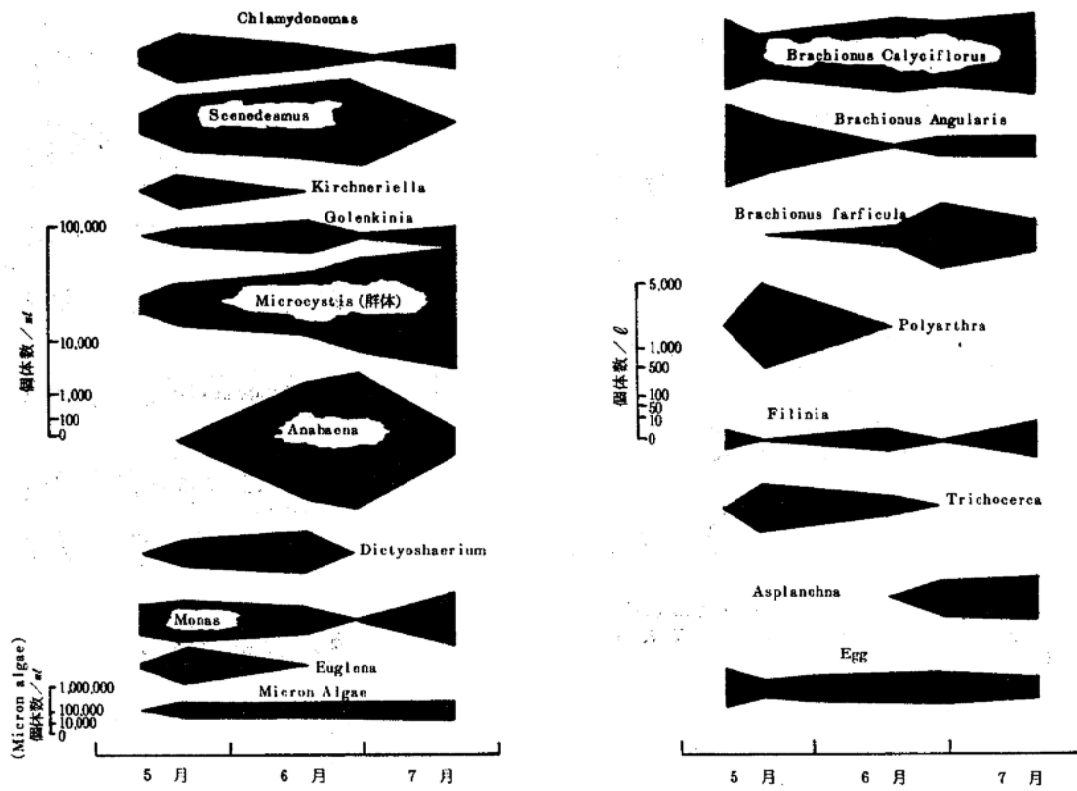 Chlamydonomas
Scenedesmus
Kirchneriella
Golenkinia
100,000
Microcystis (群体)
10,000
1,000
100
0
個体数/ml
Anabaena
Dictyoshaerium
Monas
Euglena
Micron Algae
(Micron algae)
個体数/ml
1,000,000
100,000
10,000
0
5 月
6 月
7 月
Brachionus Calyciflorus
Brachionus Angularis
Brachionus farficula
5,000
Polyarthra
1,000
500
100
50
10
0
個体数/ℓ
Filinia
Trichocerca
Asplanchna
Egg
5 月
6 月
7 月